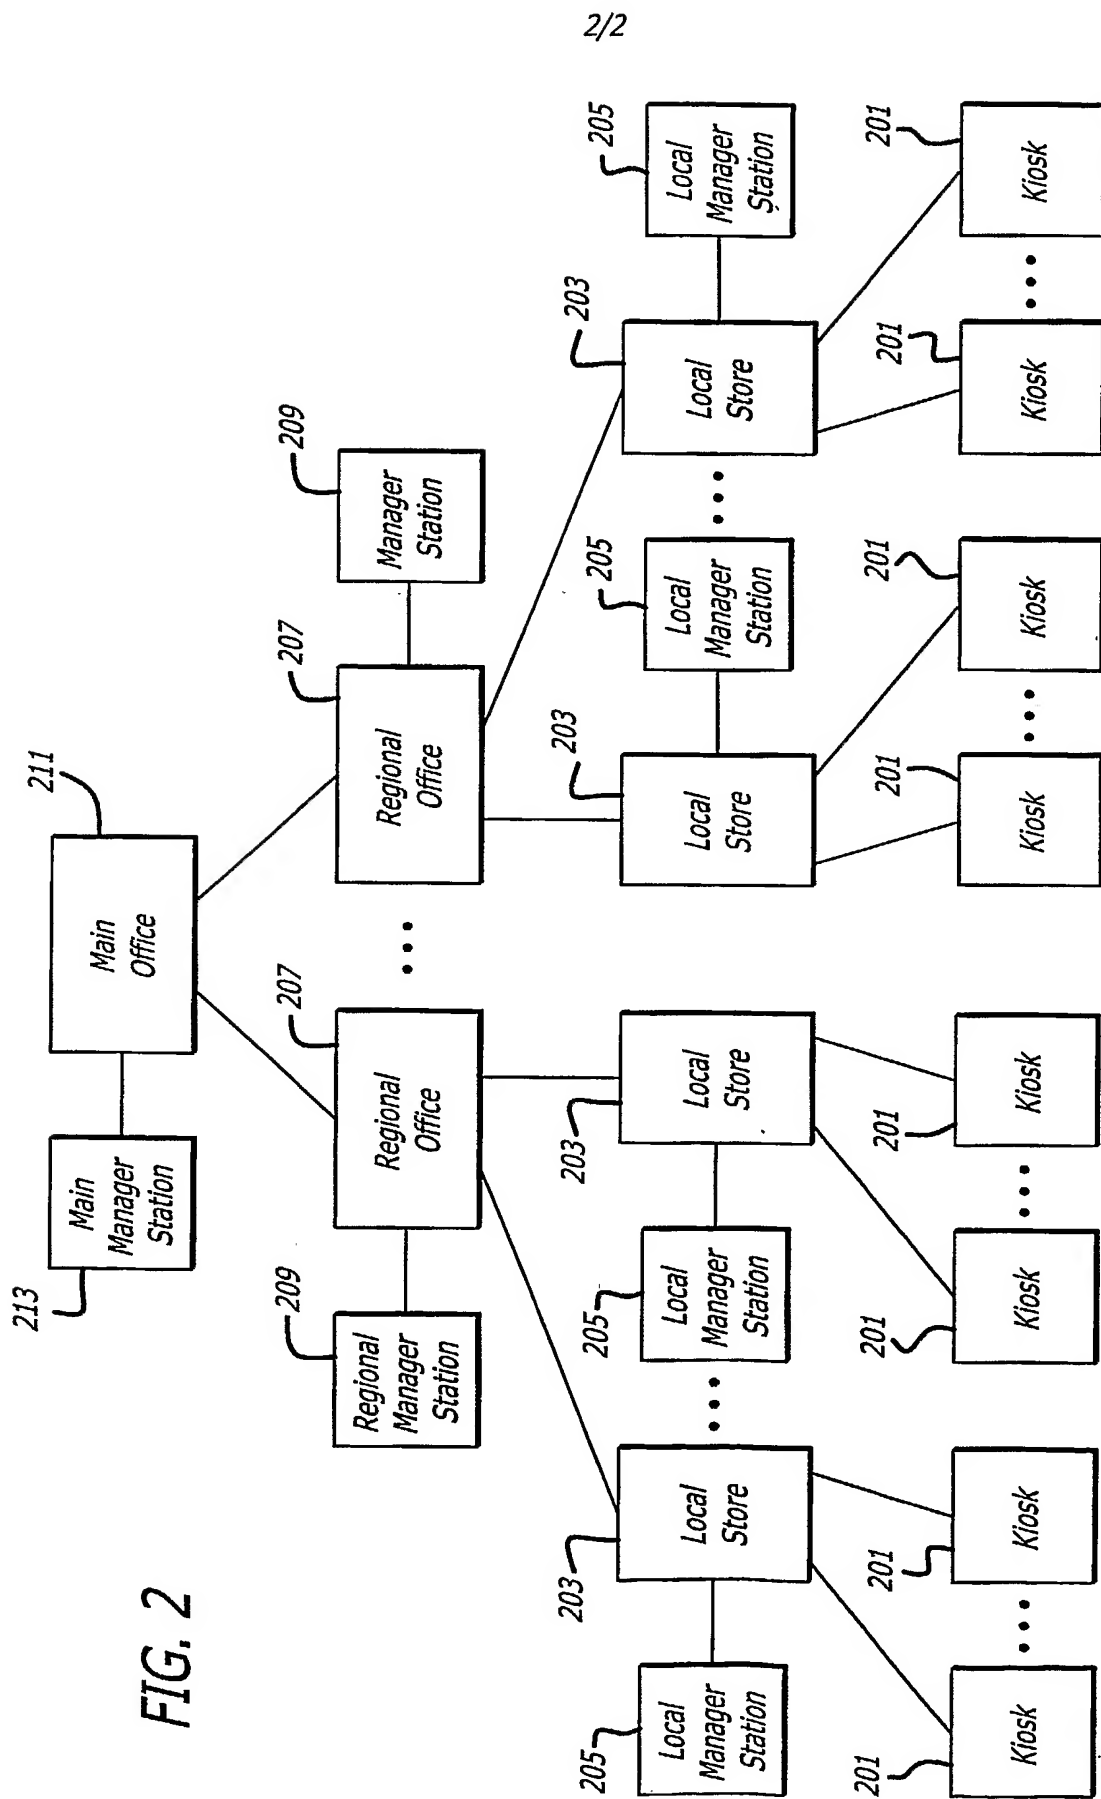 2/2
FIG. 2
213
Main
Manager
Station
211
Main
Office
209
Regional
Manager
Station
207
Regional
Office
207
Regional
Office
209
Manager
Station
205
Local
Manager
Station
203
Local
Store
205
Local
Manager
Station
203
Local
Store
203
Local
Store
205
Local
Manager
Station
203
Local
Store
205
Local
Manager
Station
201
Kiosk
201
Kiosk
201
Kiosk
201
Kiosk
201
Kiosk
201
Kiosk
201
Kiosk
201
Kiosk